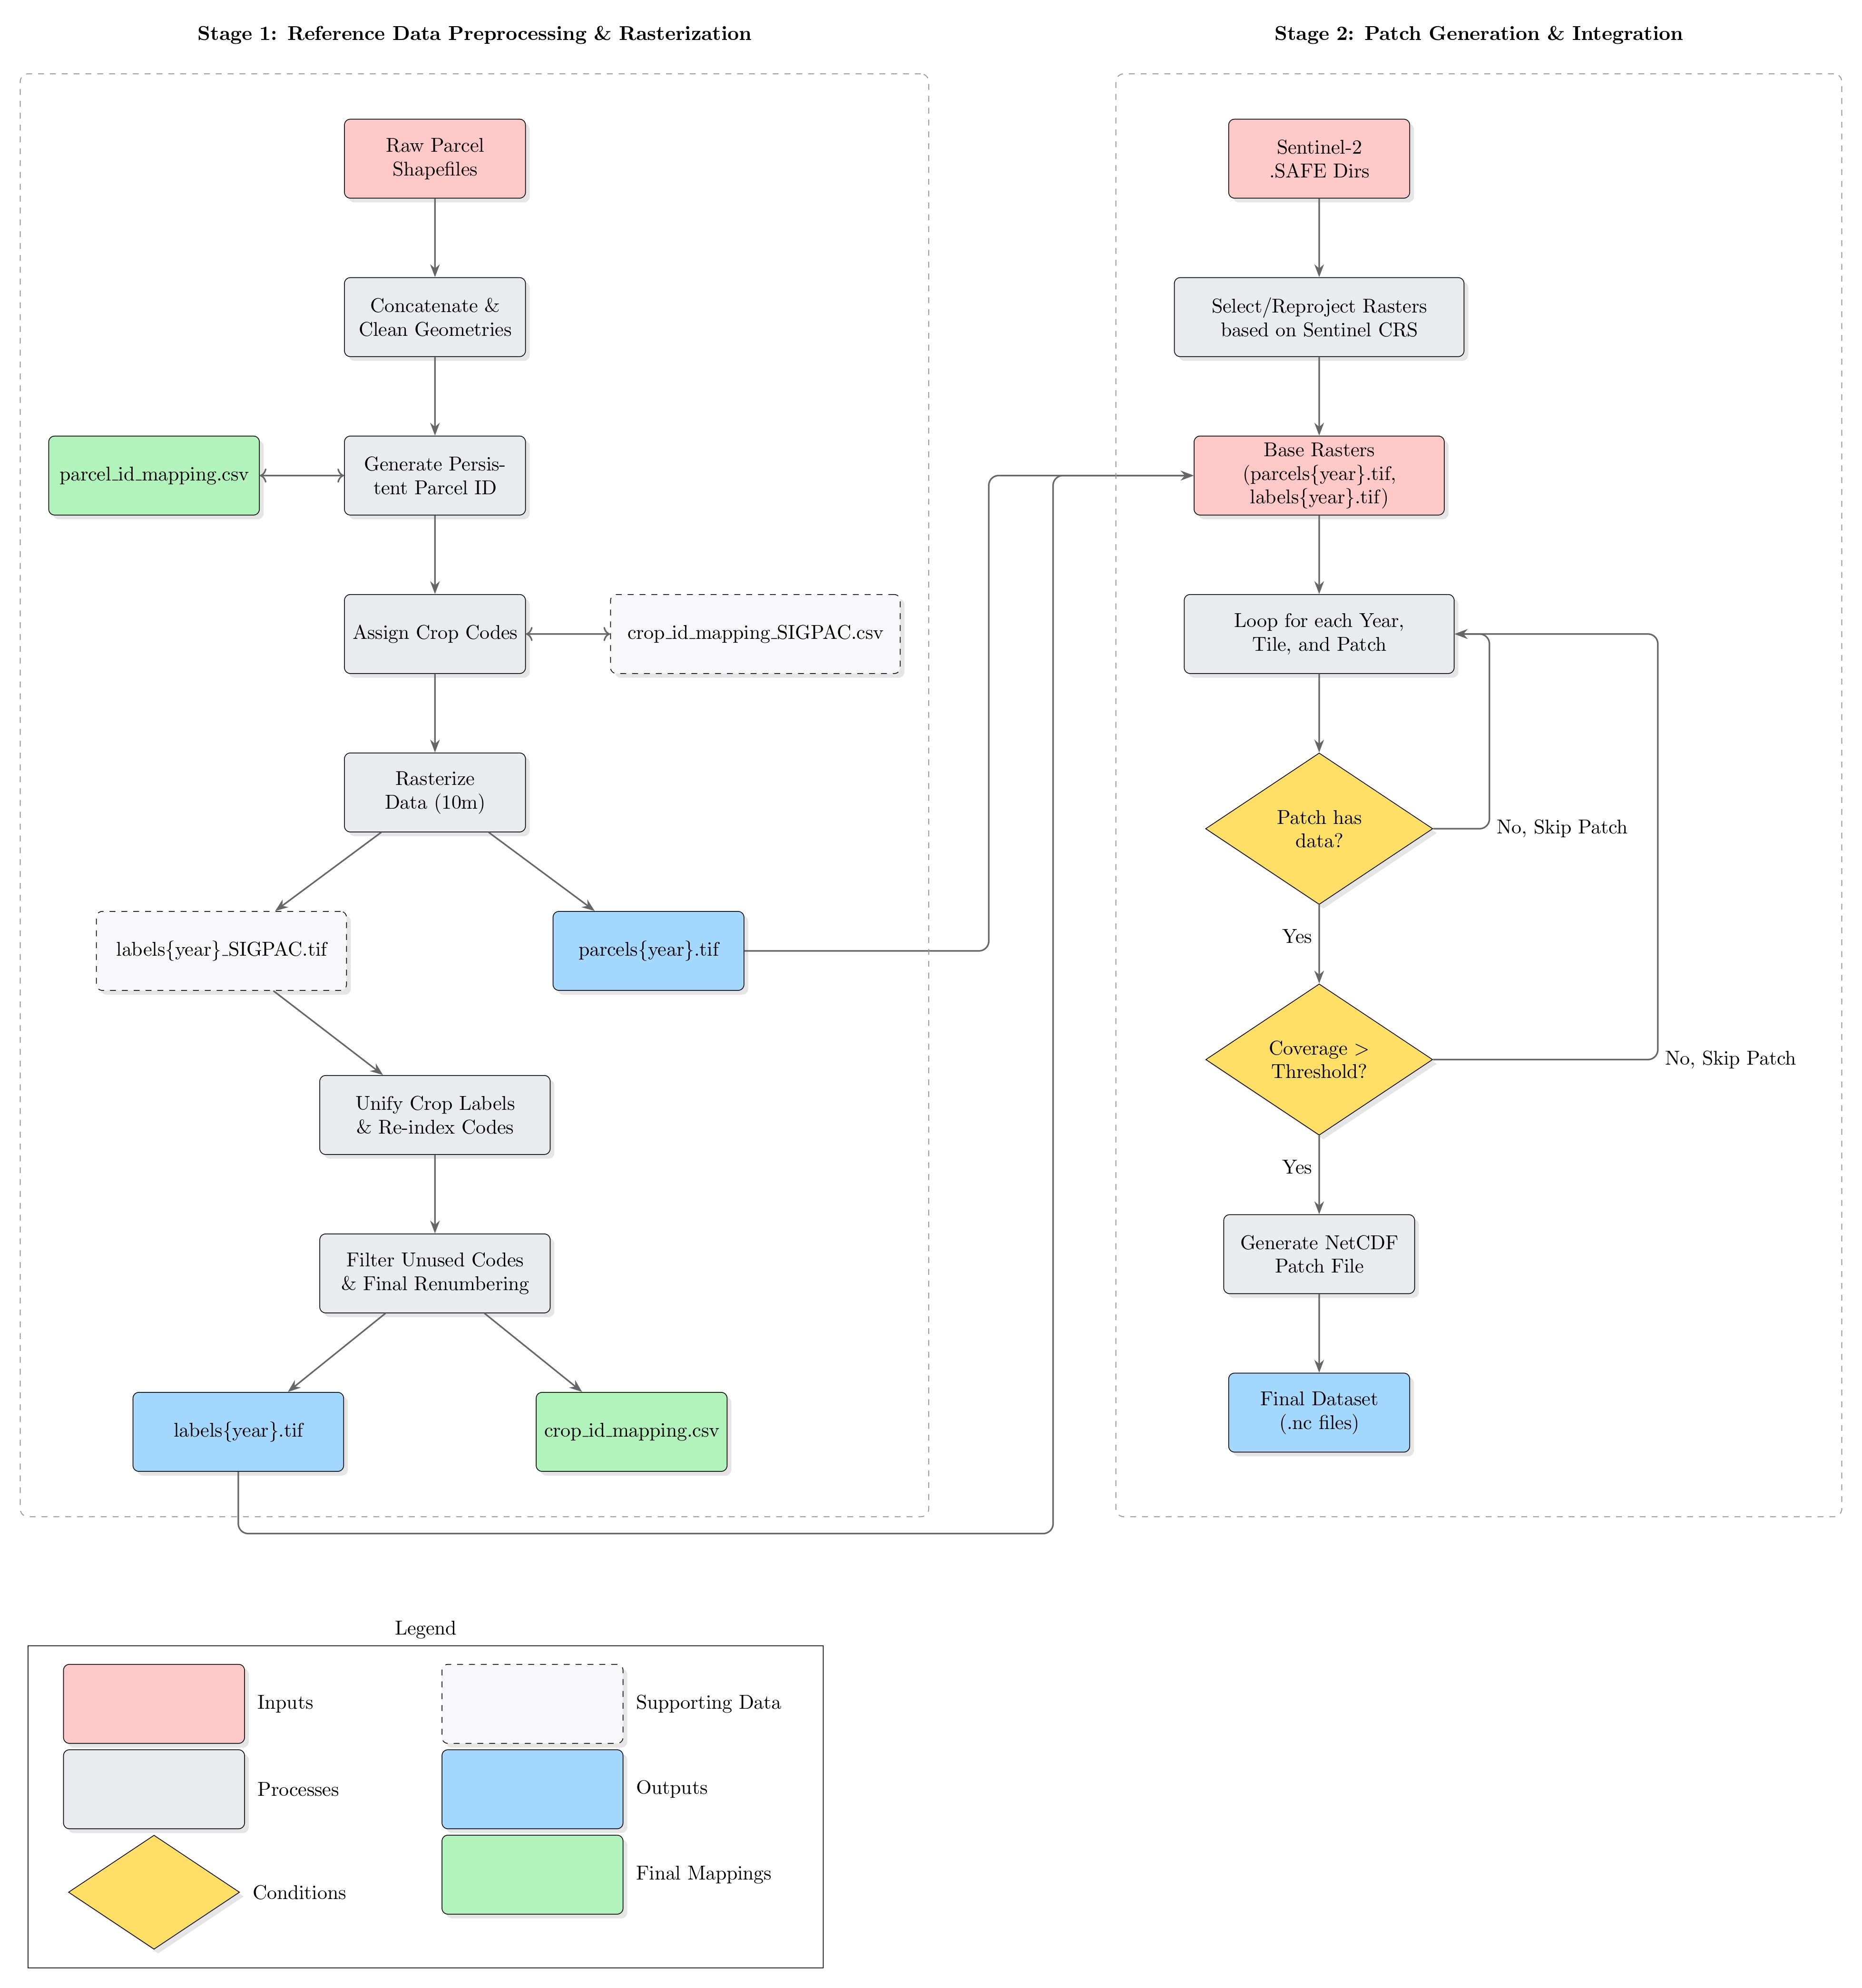 Stage 1: Reference Data Preprocessing & Rasterization
Raw Parcel
Shapefiles
Concatenate &
Clean Geometries
parcel_id_mapping.csv
Generate Persis-
tent Parcel ID
Assign Crop Codes
crop_id_mapping_SIGPAC.csv
Rasterize
Data (10m)
labels{year}_SIGPAC.tif
parcels{year}.tif
Unify Crop Labels
& Re-index Codes
Filter Unused Codes
& Final Renumbering
labels{year}.tif
crop_id_mapping.csv
Stage 2: Patch Generation & Integration
Sentinel-2
.SAFE Dirs
Select/Reproject Rasters
based on Sentinel CRS
Base Rasters
(parcels{year}.tif,
labels{year}.tif)
Loop for each Year,
Tile, and Patch
Patch has
data?
No, Skip Patch
Yes
Coverage >
Threshold?
No, Skip Patch
Yes
Generate NetCDF
Patch File
Final Dataset
(.nc files)
Legend
Inputs
Processes
Conditions
Supporting Data
Outputs
Final Mappings